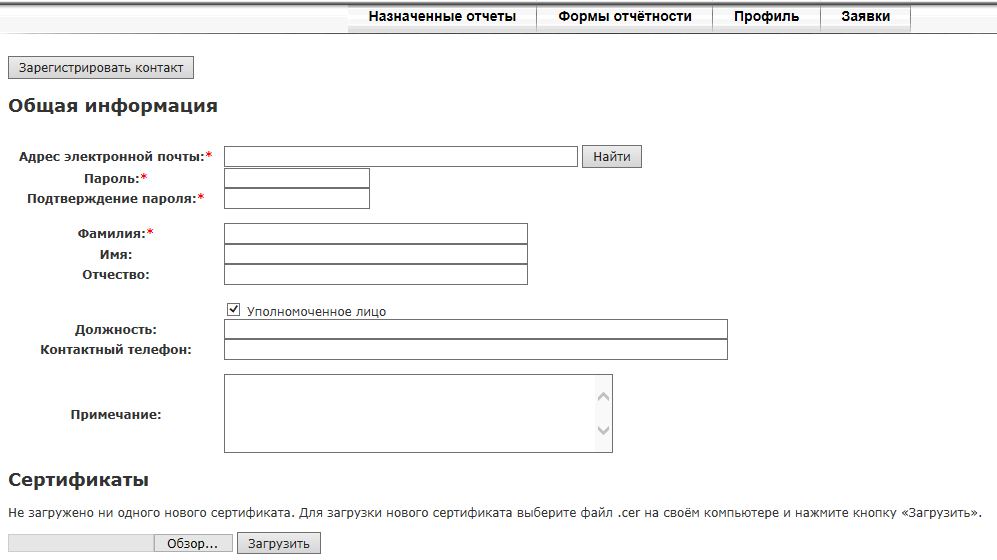 Назначенные отчеты Формы отчётности Профиль Заявки
Зарегистрировать контакт
Общая информация
Адрес электронной почты:* Найти
Пароль:*
Подтверждение пароля:*
Фамилия:*
Имя:
Отчество:
Уполномоченное лицо
Должность:
Контактный телефон:
Примечание:
Сертификаты
Не загружено ни одного нового сертификата. Для загрузки нового сертификата выберите файл .cer на своём компьютере и нажмите кнопку «Загрузить».
Обзор... Загрузить